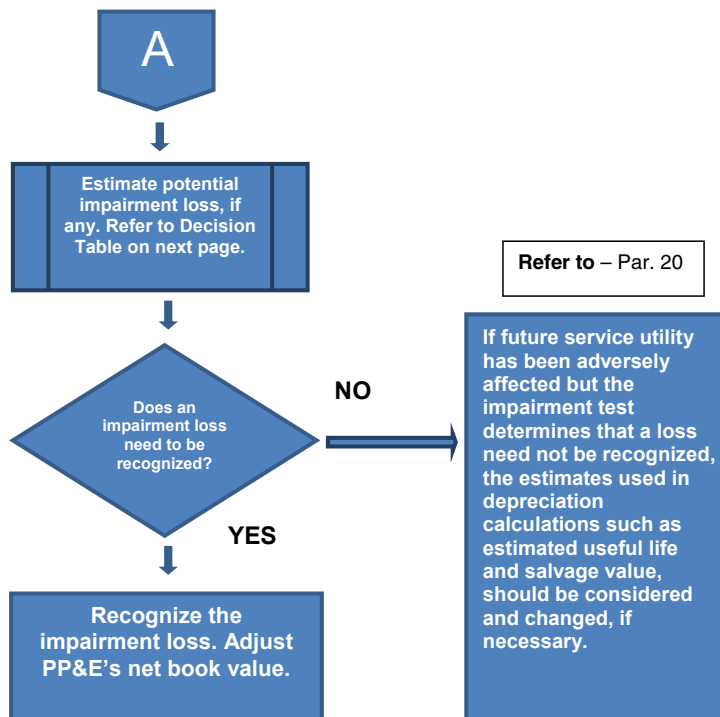 A
Estimate potential
impairment loss, if
any. Refer to Decision
Table on next page.
Refer to – Par. 20
Does an
impairment loss
need to be
recognized?
NO
If future service utility
has been adversely
affected but the
impairment test
determines that a loss
need not be recognized,
the estimates used in
depreciation
calculations such as
estimated useful life
and salvage value,
should be considered
and changed, if
necessary.
YES
Recognize the
impairment loss. Adjust
PP&E’s net book value.